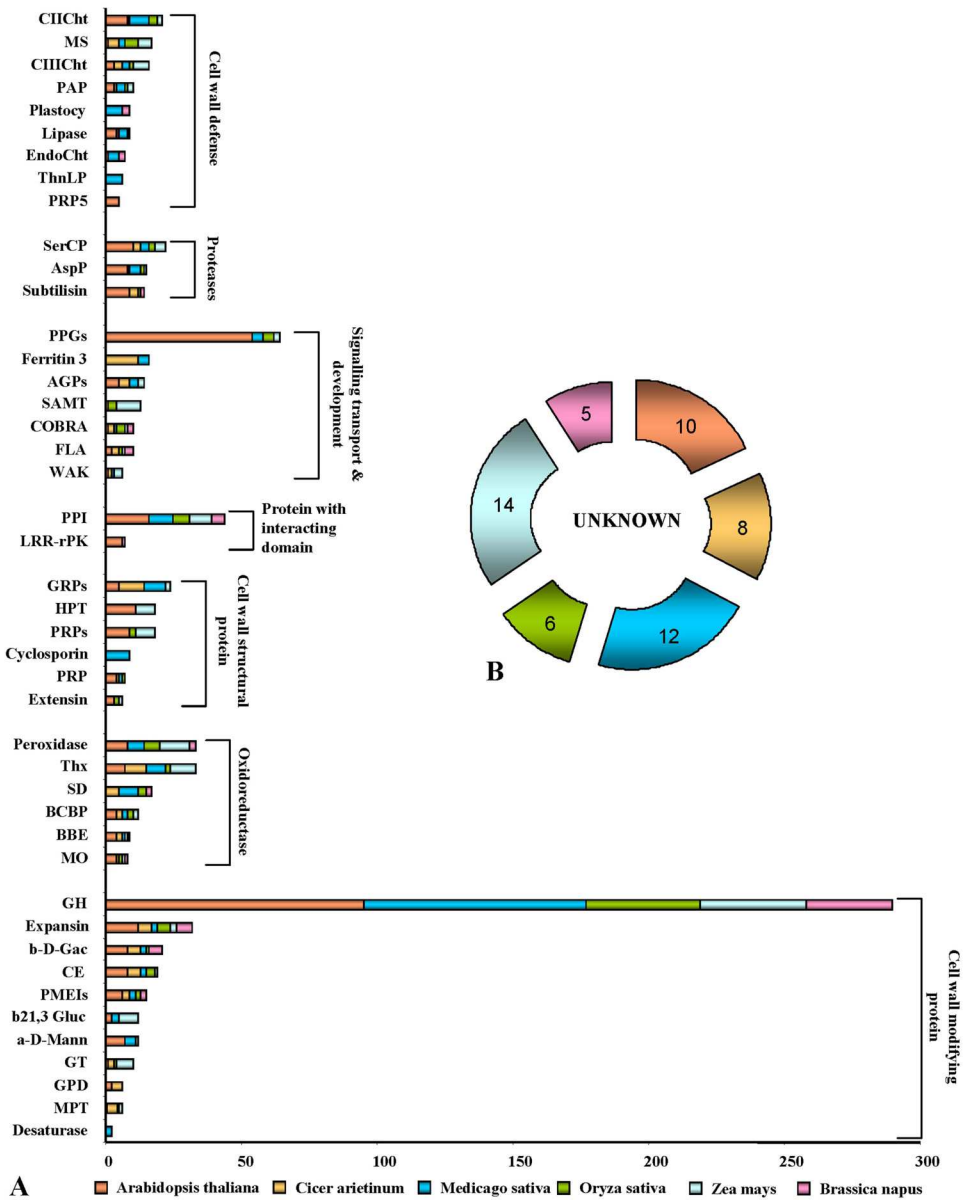 CIICht
MS
CIIICht
PAP
Plastocy
Lipase
EndoCht
ThnLP
PRP5
Cell wall defense
SerCP
AspP
Subtilisin
Proteases
PPGs
Ferritin 3
AGPs
SAMT
COBRA
FLA
WAK
Signalling transport &
development
PPI
LRR-rPK
Protein with
interacting
domain
GRPs
HPT
PRPs
Cyclosporin
PRP
Extensin
Cell wall structural
protein
Peroxidase
Thx
SD
BCBP
BBE
MO
Oxidoreductase
GH
Expansin
b-D-Gac
CE
PMEIs
b21,3 Gluc
a-D-Mann
GT
GPD
MPT
Desaturase
Cell wall modifying
protein
0 50 100 150 200 250 300
A
Arabidopsis thaliana Cicer arietinum Medicago sativa Oryza sativa Zea mays Brassica napus
5
10
14
UNKNOWN
8
6
12
B